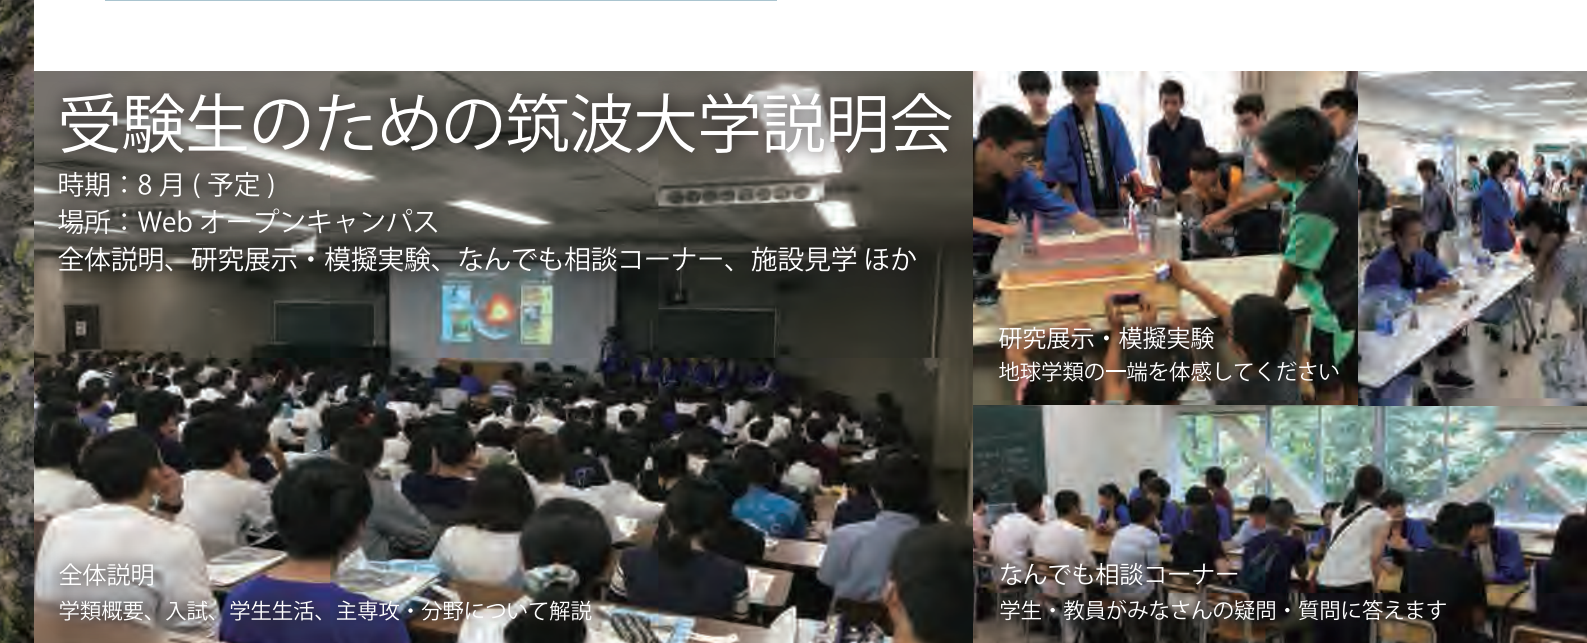 受験生のための筑波大学説明会
時期：8 月 ( 予定 )
場所：Web オープンキャンパス
全体説明、研究展示・模擬実験、なんでも相談コーナー、施設見学 ほか
研究展示・模擬実験
地球学類の一端を体感してください
全体説明
学類概要、入試、学生生活、主専攻・分野について解説
なんでも相談コーナー
学生・教員がみなさんの疑問・質問に答えます